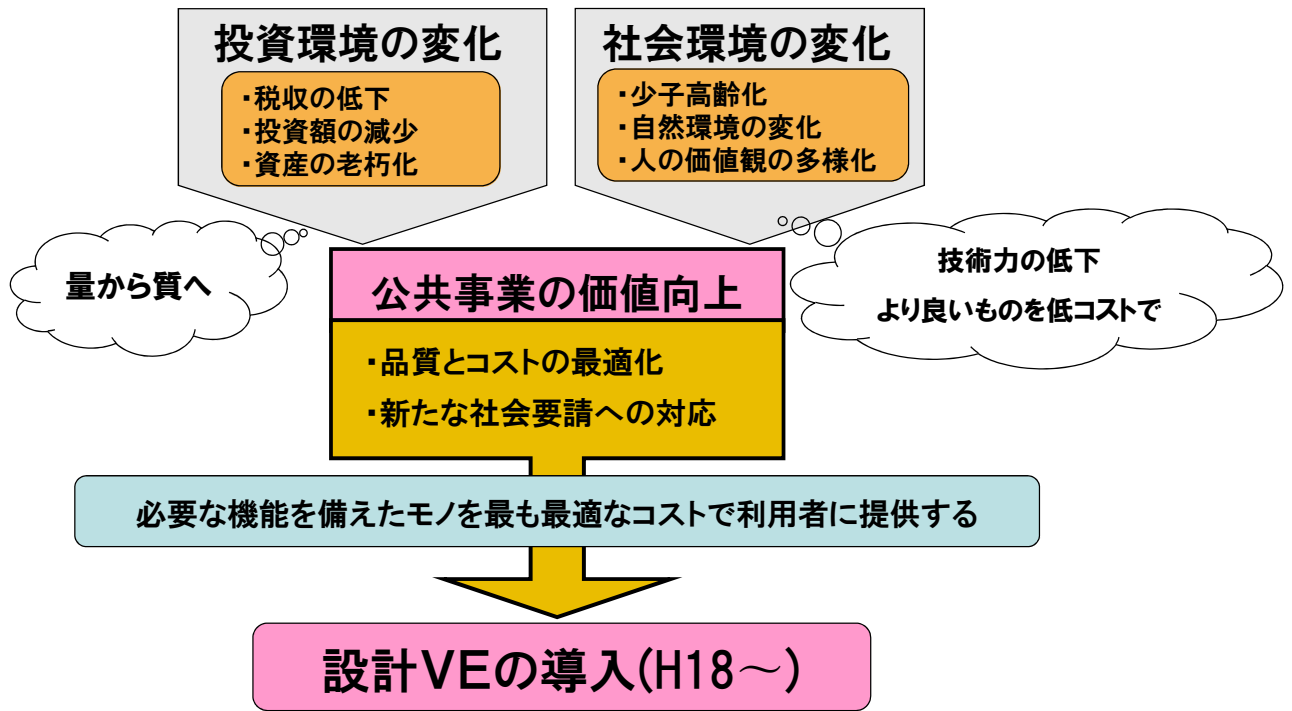 投資環境の変化
・税収の低下
・投資額の減少
・資産の老朽化
社会環境の変化
・少子高齢化
・自然環境の変化
・人の価値観の多様化
量から質へ
技術力の低下
より良いものを低コストで
公共事業の価値向上
・品質とコストの最適化
・新たな社会要請への対応
必要な機能を備えたモノを最も最適なコストで利用者に提供する
設計VEの導入(H18～)